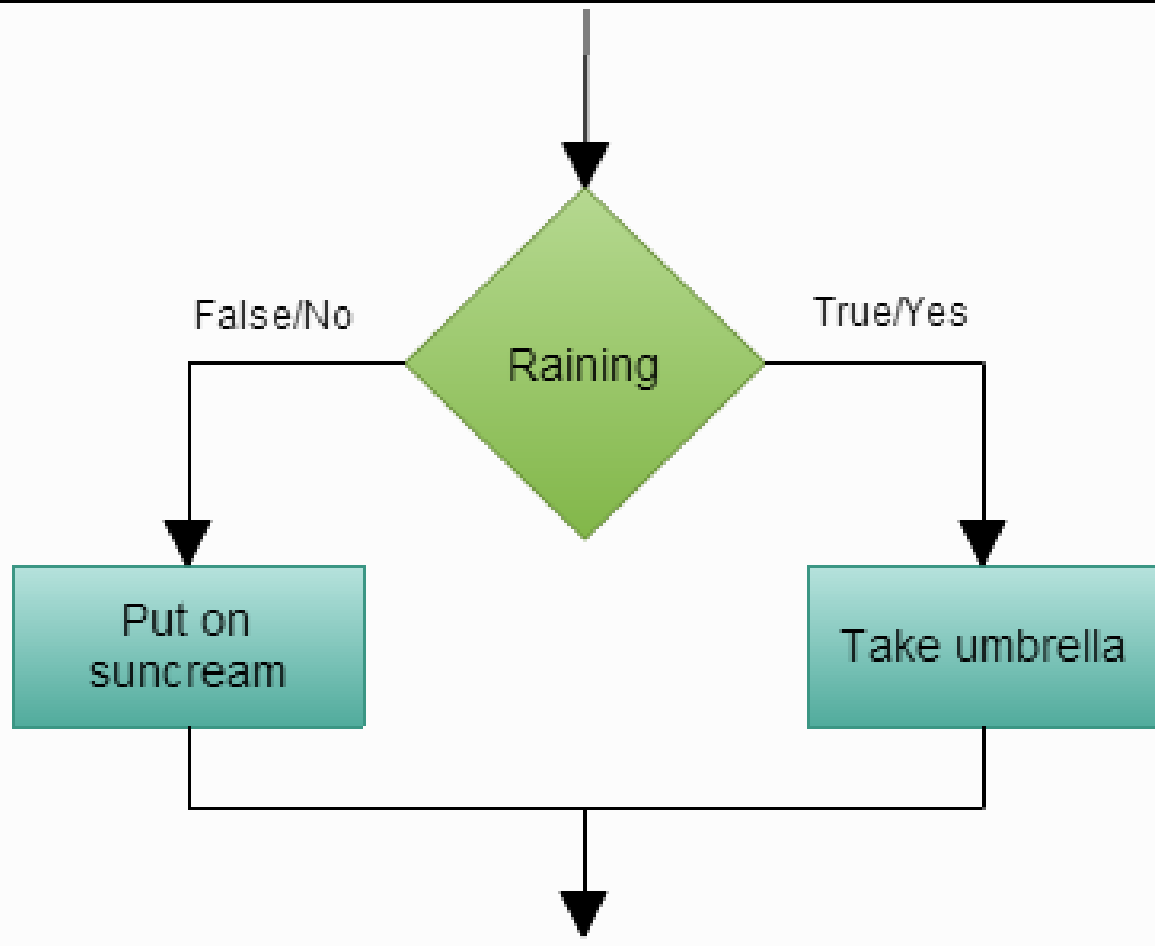 False/No
True/Yes
Raining
Put on
suncream
Take umbrella